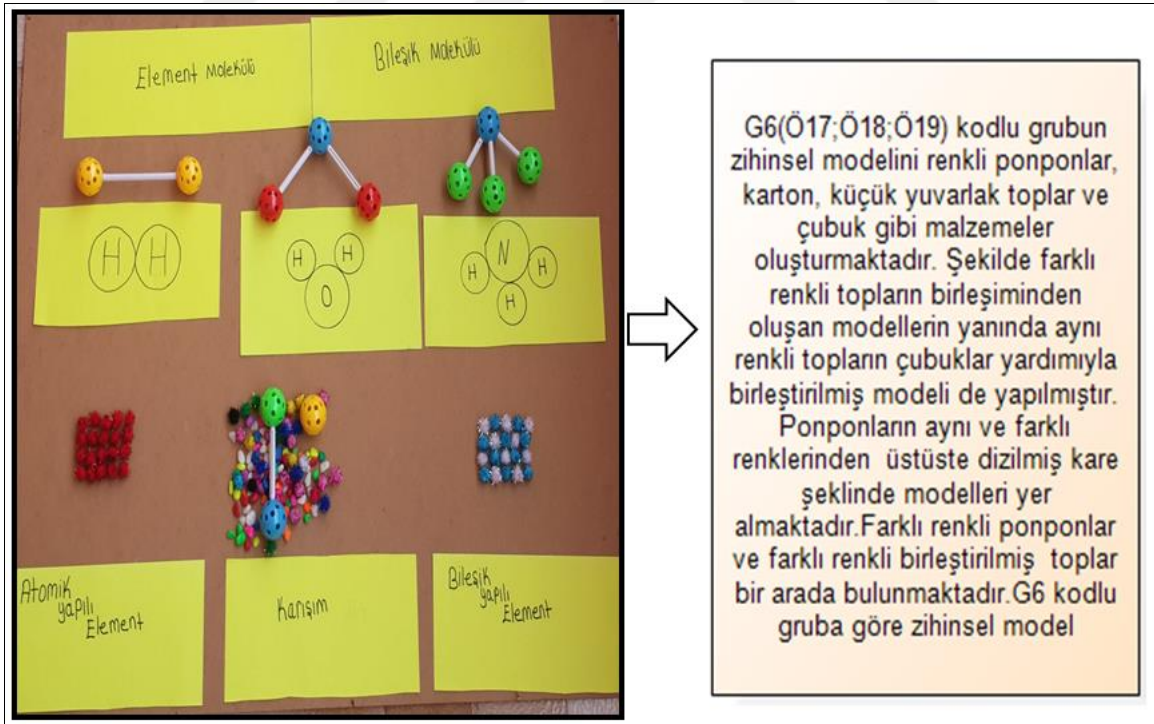 Element Molekülü
Bileşik Molekülü
H H
H H
O
N
H H
H
Atomik
yapılı
Element
Karışım
Bileşik
yapılı
Element
G6(Ö17;Ö18;Ö19) kodlu grubun
zihinsel modelini renkli ponponlar,
karton, küçük yuvarlak toplar ve
çubuk gibi malzemeler
oluşturmaktadır. Şekilde farklı
renkli topların birleşiminden
oluşan modellerin yanında aynı
renkli topların çubuklar yardımıyla
birleştirilmiş modeli de yapılmıştır.
Ponponların aynı ve farklı
renklerinden üstüste dizilmiş kare
şeklinde modelleri yer
almaktadır.Farklı renkli ponponlar
ve farklı renkli birleştirilmiş toplar
bir arada bulunmaktadır.G6 kodlu
gruba göre zihinsel model